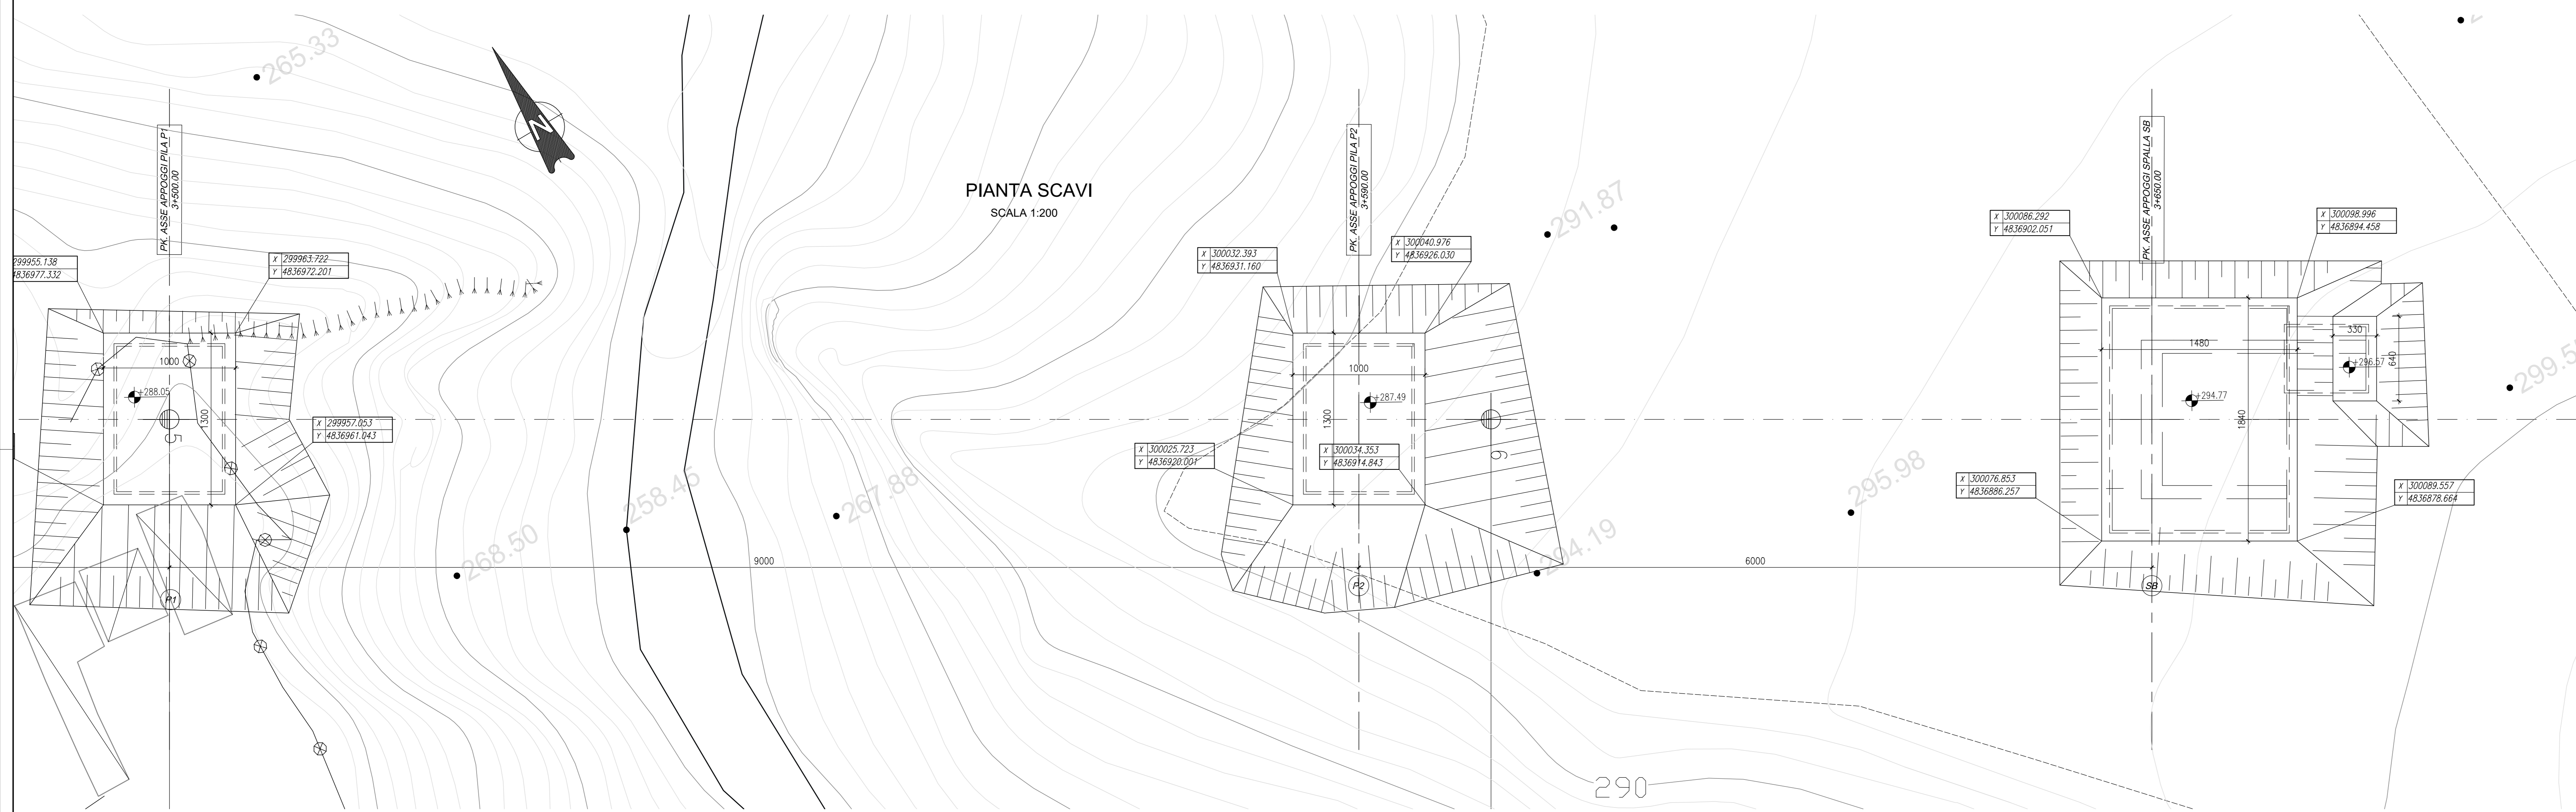 265.33
N
PK. ASSE APPOGGI PILA P1
3+500.00
PIANTA SCAVI
SCALA 1:200
PK. ASSE APPOGGI PILA P2
3+590.00
291.87
PK. ASSE APPOGGI SPALLA SB
3+650.00
299955.138
4836977.332
X 299963.722
Y 4836972.201
X 300032.393
Y 4836931.160
X 300040.976
Y 4836926.030
X 300086.292
Y 4836902.051
X 300098.996
Y 4836894.458
1000
+288.05
1300
5
X 299957.053
Y 4836961.043
1000
+287.49
1300
X 300025.723
Y 4836920.001
X 300034.353
Y 4836914.843
6
1480
+294.77
1840
330
+296.57
640
299.5
X 300076.853
Y 4836886.257
X 300089.557
Y 4836878.664
268.50
258.45
267.88
294.19
295.98
9000
6000
P1
P2
SB
290